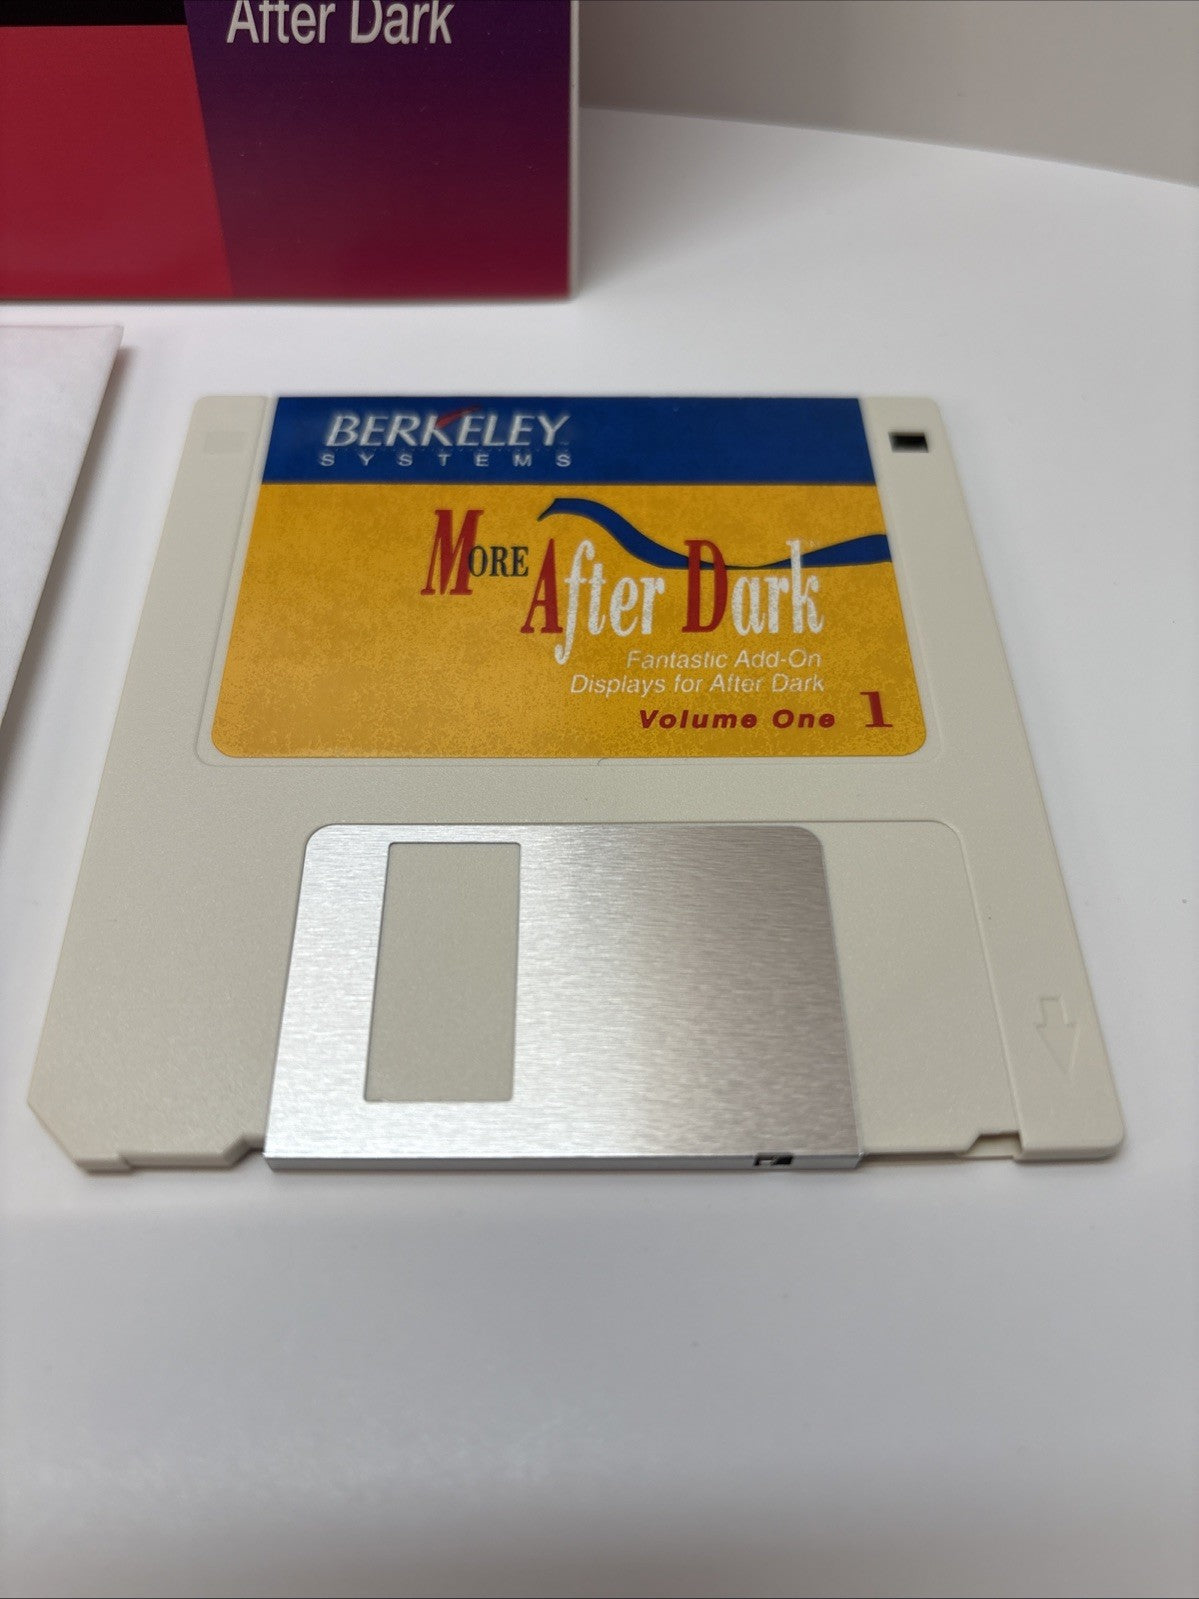 After Dark
BERKELEY
SYSTEMS
MORE After Dark
Fantastic Add-On
Displays for After Dark
Volume One 1